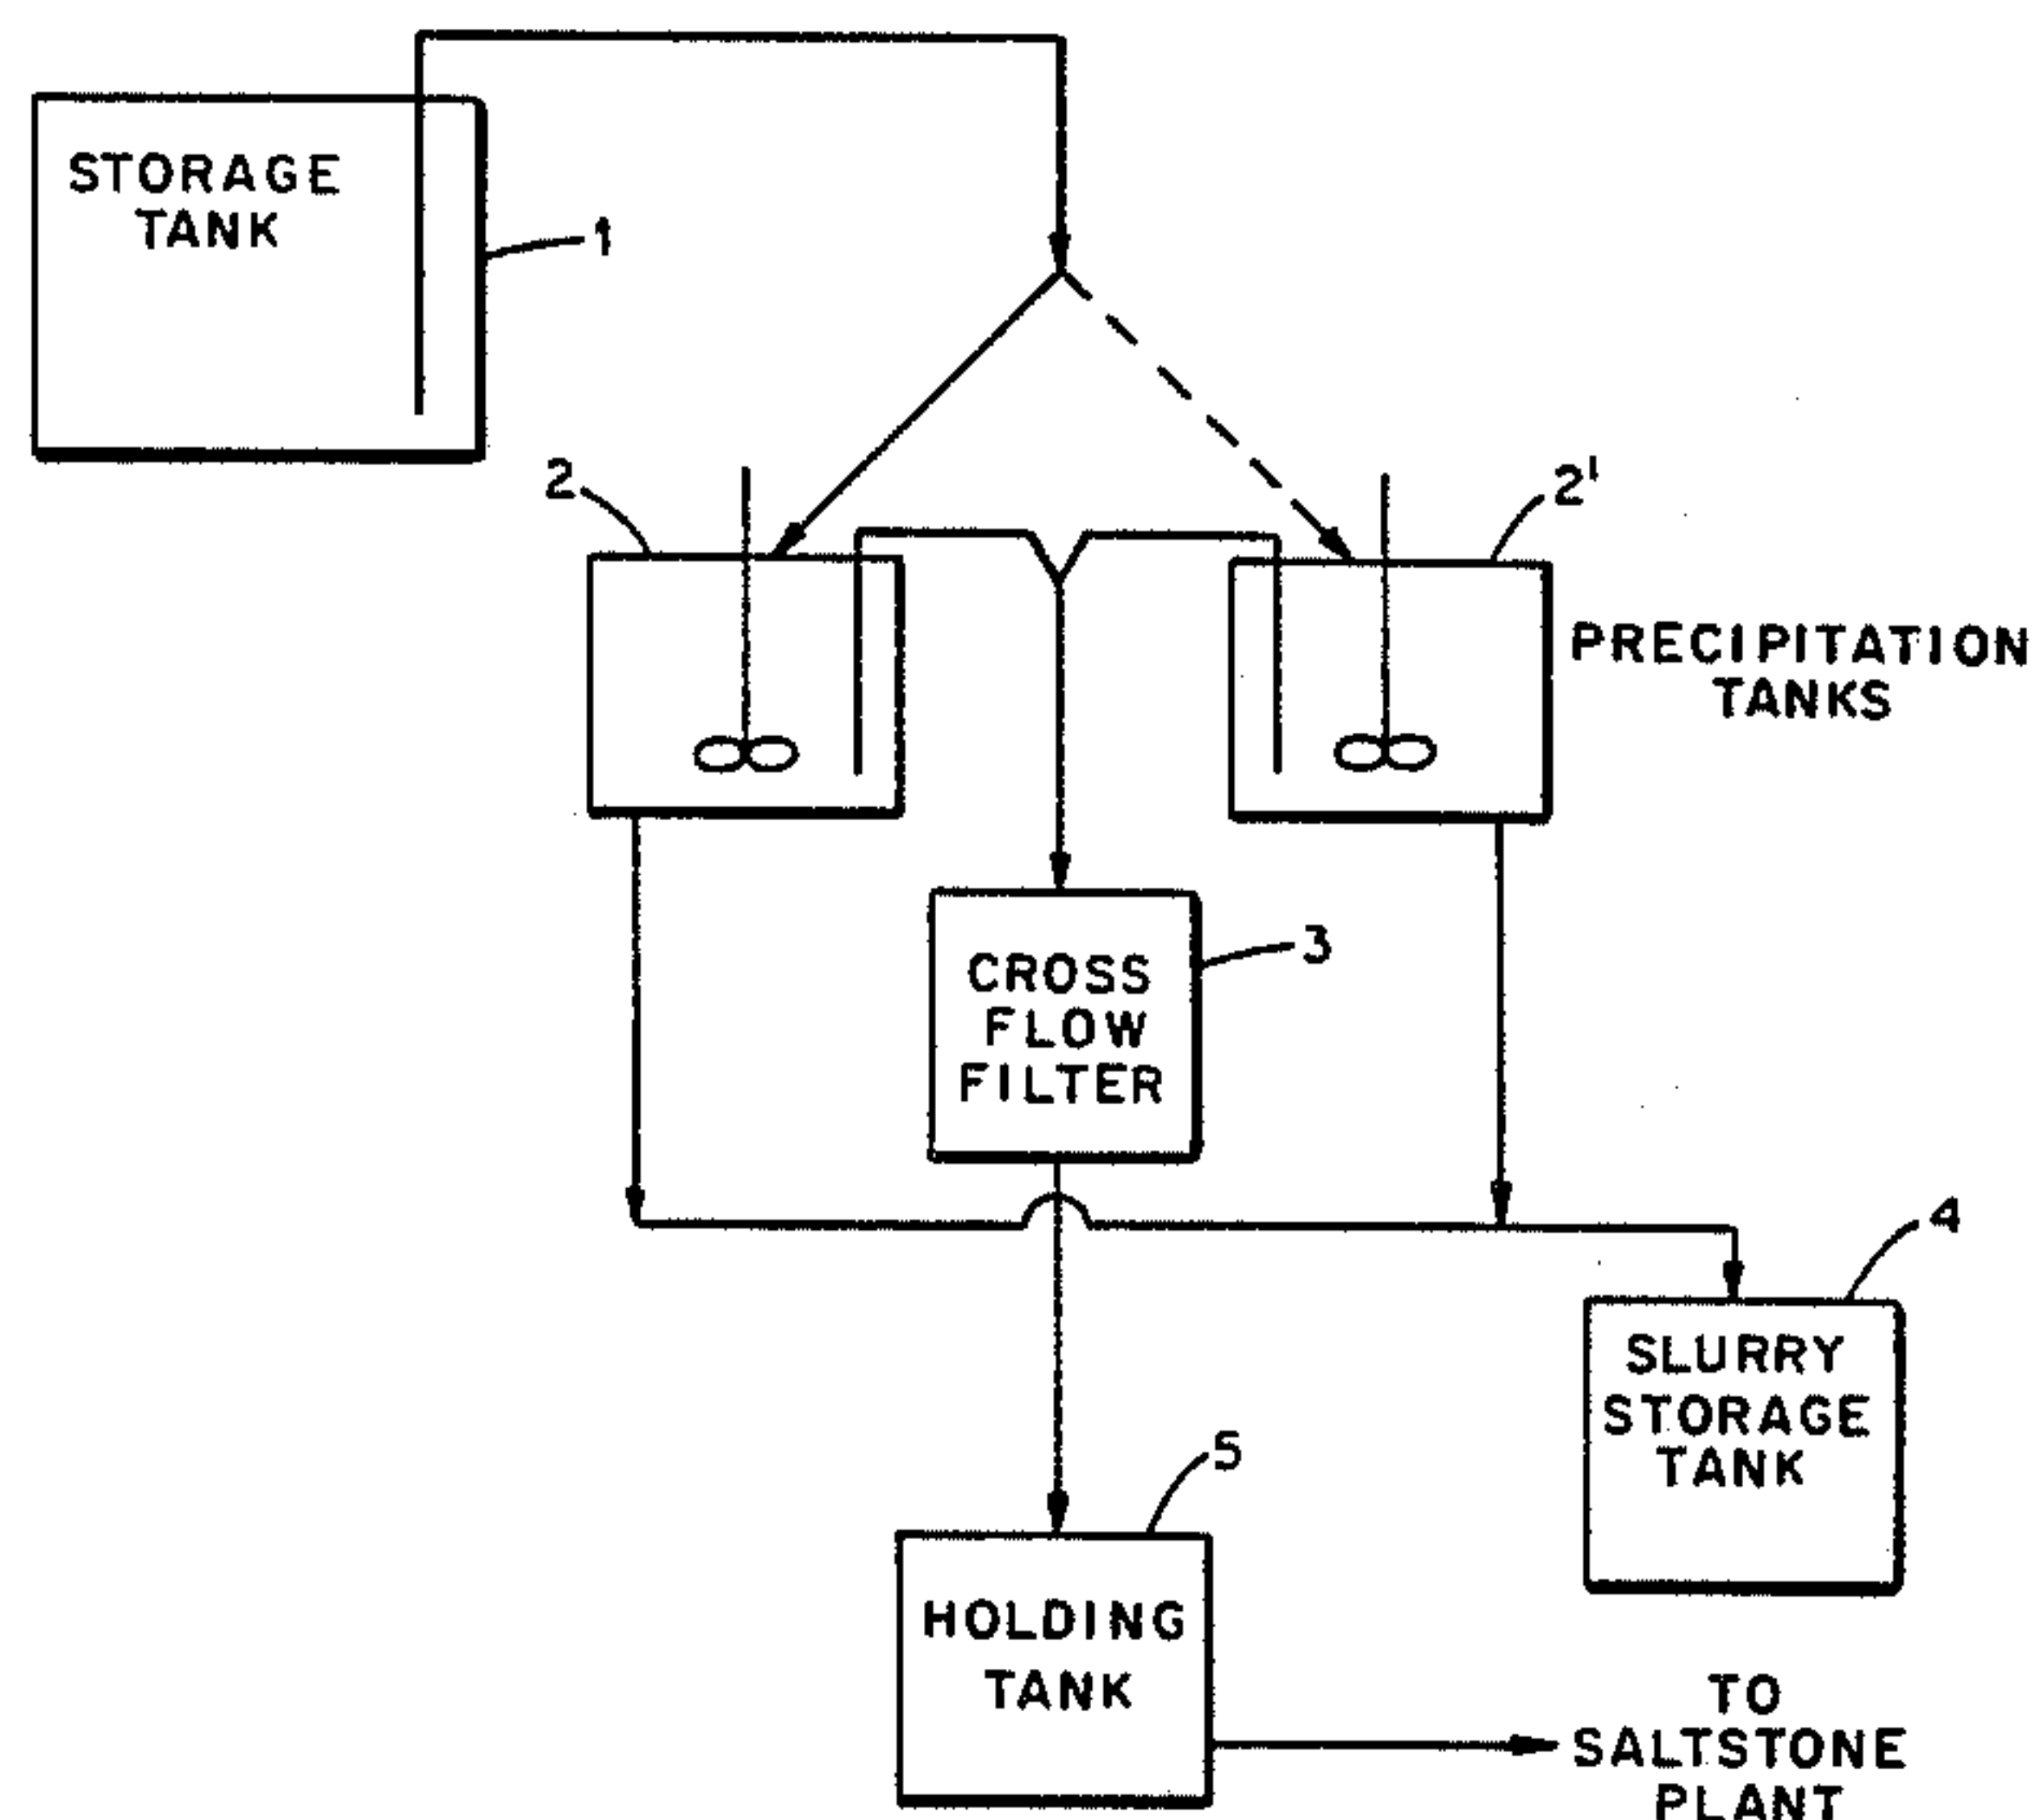 STORAGE
TANK
1
2
2'
PRECIPITATION
TANKS
CROSS
FLOW
FILTER
3
4
SLURRY
STORAGE
TANK
5
HOLDING
TANK
TO
SALTSTONE
PLANT